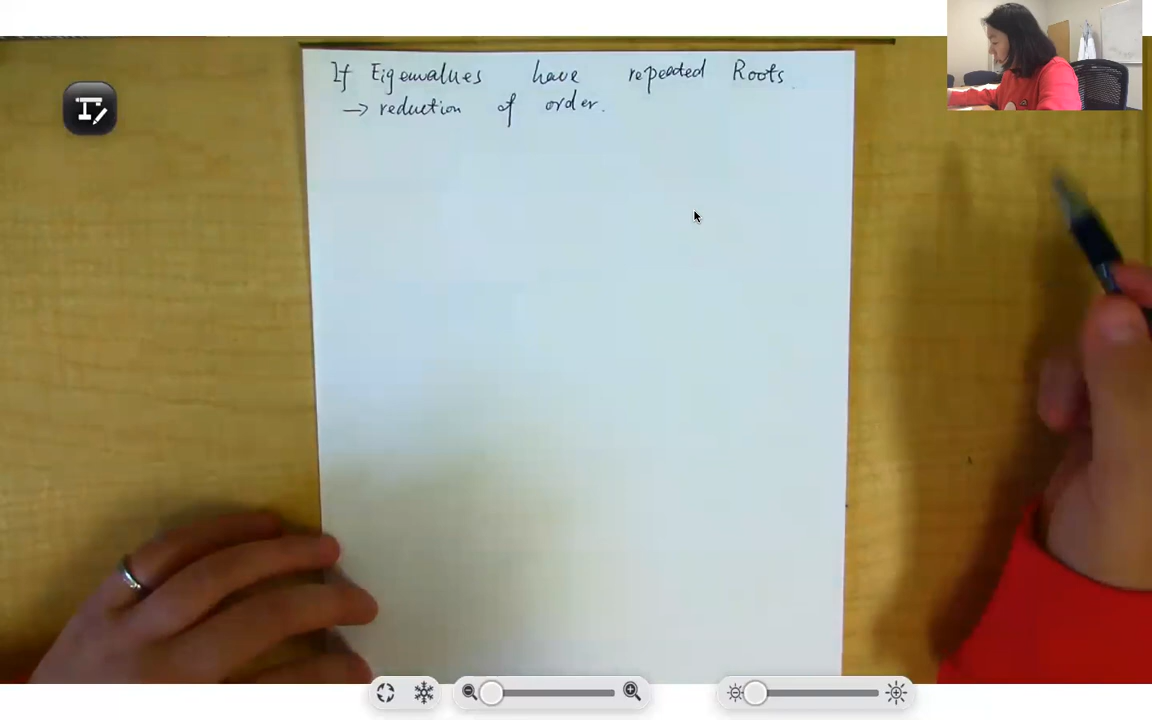 If Eigenvalues have repeated Roots.
→ reduction of order.